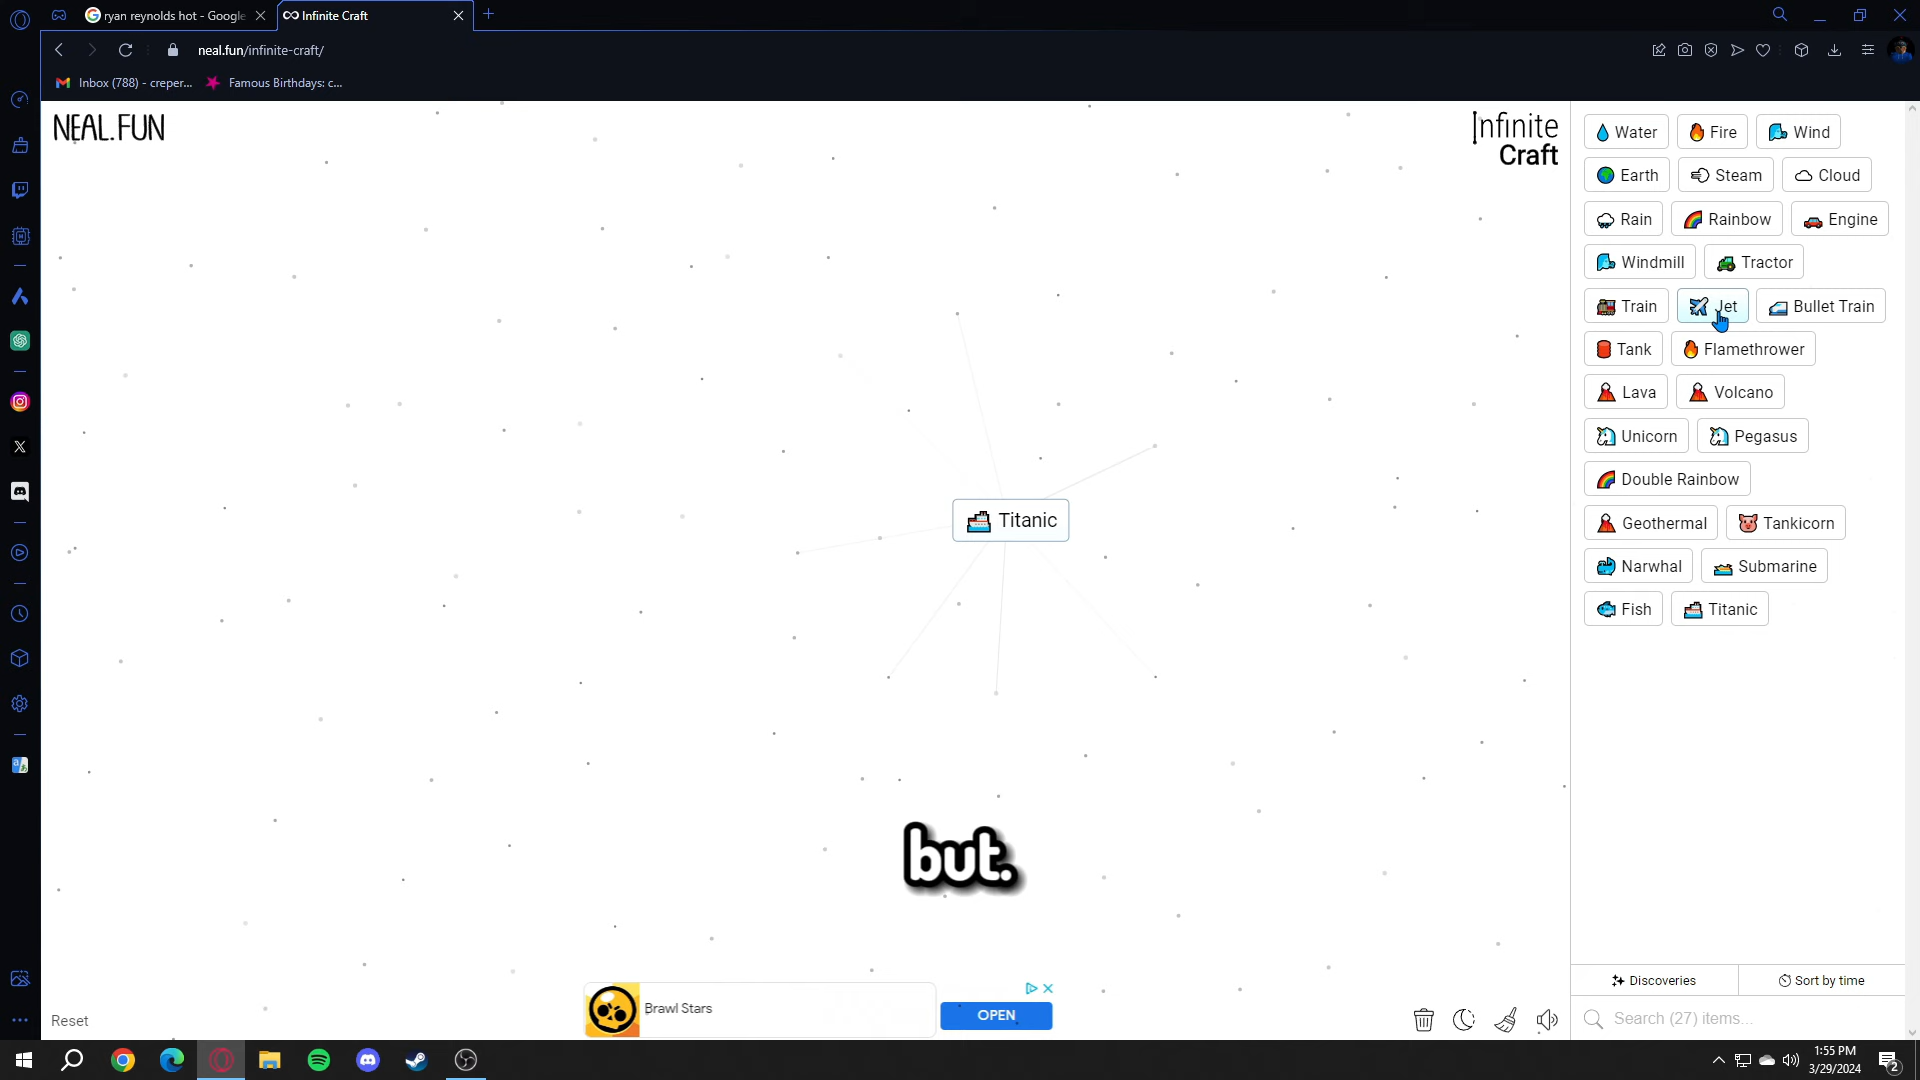 ryan reynolds hot - Google
Infinite Craft
neal.fun/infinite-craft/
Inbox (788) - creper...
Famous Birthdays: c...
NEAL.FUN
Infinite
Craft
Water
Fire
Wind
Earth
Steam
Cloud
Rain
Rainbow
Engine
Windmill
Tractor
Train
Jet
Bullet Train
Tank
Flamethrower
Lava
Volcano
Unicorn
Pegasus
Double Rainbow
Geothermal
Tankicorn
Narwhal
Submarine
Fish
Titanic
Titanic
but.
Brawl Stars
OPEN
Reset
Discoveries
Sort by time
Search (27) items...
1:55 PM
3/29/2024
2